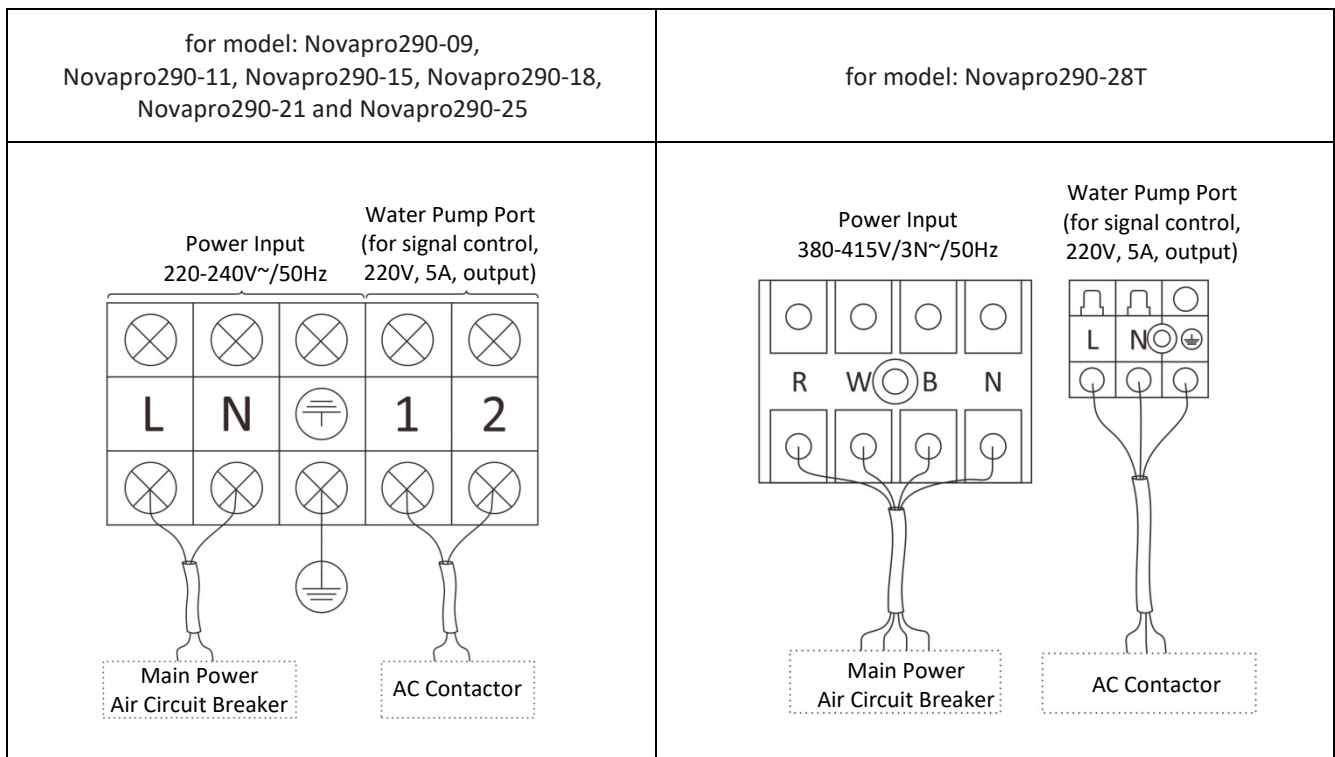 for model: Novapro290-09,
Novapro290-11, Novapro290-15, Novapro290-18,
Novapro290-21 and Novapro290-25
for model: Novapro290-28T
Power Input
220-240V~/50Hz
Water Pump Port
(for signal control,
220V, 5A, output)
L N 1 2
Main Power
Air Circuit Breaker
AC Contactor
Power Input
380-415V/3N~/50Hz
Water Pump Port
(for signal control,
220V, 5A, output)
R W B N
L N
Main Power
Air Circuit Breaker
AC Contactor